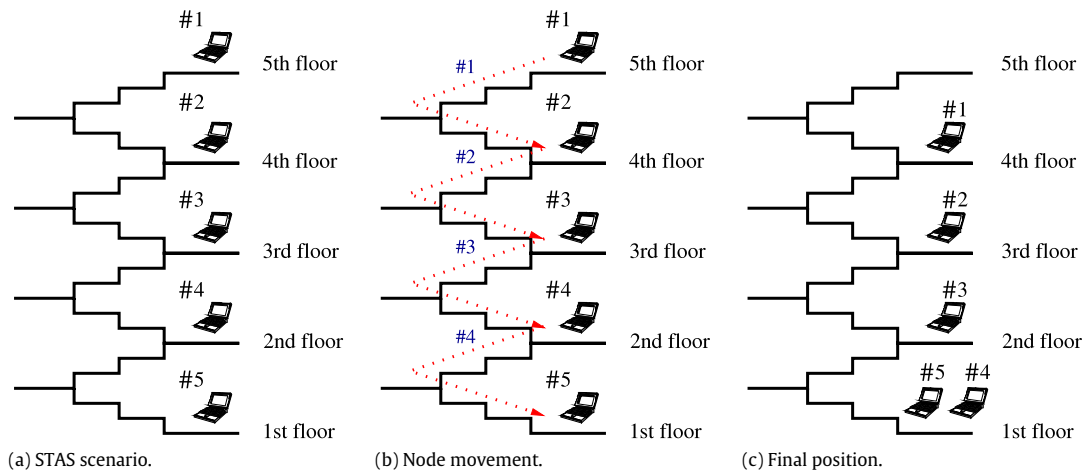 #1
5th floor
#2
4th floor
#3
3rd floor
#4
2nd floor
#5
1st floor
(a) STAS scenario.
#1
#1
5th floor
#2
#2
4th floor
#3
#3
3rd floor
#4
#4
2nd floor
#5
1st floor
(b) Node movement.
5th floor
#1
4th floor
#2
3rd floor
#3
2nd floor
#5 #4
1st floor
(c) Final position.